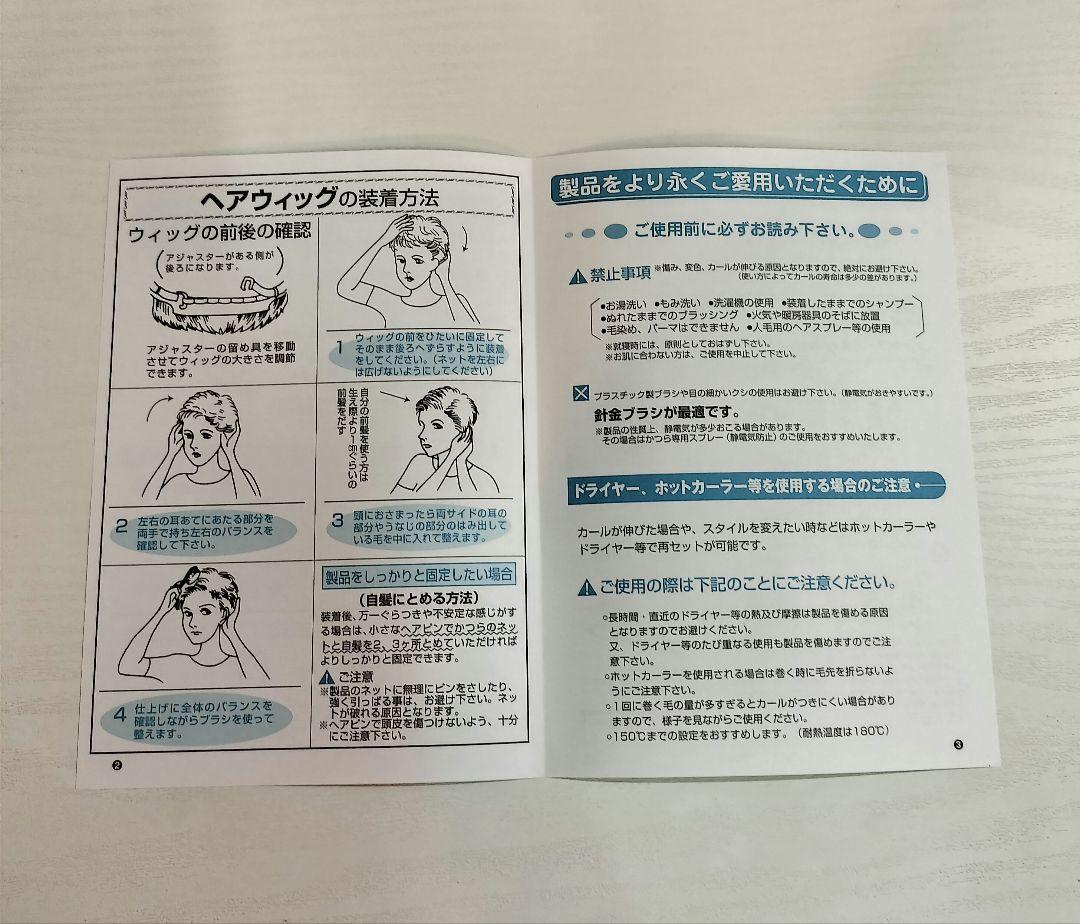 ヘアウィッグの装着方法
ウィッグの前後の確認
アジャスターがある側が
後ろになります。
アジャスターの留め具を移動
させてウィッグの大きさを調節
できます。
1
ウィッグの前をひたいに固定して
そのまま後ろへずらすように装着
をしてください。（ネットを左右に
は広げないようにしてください）
2
左右の耳あてにあたる部分を
両手で持ち左右のバランスを
確認して下さい。
自分の前髪を使う方は
生え際より1㎝ぐらいの
前髪をだす
3
頭におさまったら両サイドの耳の
部分やうなじの部分のはみ出して
いる毛を中に入れて整えます。
4
仕上げに全体のバランスを
確認しながらブラシを使って
整えます。
製品をしっかりと固定したい場合
（自髪にとめる方法）
装着後、万一ぐらつきや不安定な感じがす
る場合は、小さなヘアピンでかつらのネッ
トと自髪を2、3ヶ所とめていただければ
よりしっかりと固定できます。
ご注意
※製品のネットに無理にピンをさしたり、
強く引っぱる事は、お避け下さい。ネッ
トが破れる原因となります。
※ヘアピンで頭皮を傷つけないよう、十分
にご注意下さい。
❷
製品をより永くご愛用いただくために
ご使用前に必ずお読み下さい。
禁止事項 ※傷み、変色、カールが伸びる原因となりますので、絶対にお避け下さい。
（使い方によってカールの寿命は多少の差があります。）
●お湯洗い ●もみ洗い ●洗濯機の使用 ●装着したままでのシャンプー
●ぬれたままでのブラッシング ●火気や暖房器具のそばに放置
●毛染め、パーマはできません ●人毛用のヘアスプレー等の使用
※就寝時には、原則としておはずし下さい。
※お肌に合わない方は、ご使用を中止して下さい。
プラスチック製ブラシや目の細かいクシの使用はお避け下さい。（静電気がおきやすいです。）
針金ブラシが最適です。
※製品の性質上、静電気が多少おこる場合があります。
その場合はかつら専用スプレー（静電気防止）のご使用をおすすめいたします。
ドライヤー、ホットカーラー等を使用する場合のご注意
カールが伸びた場合や、スタイルを変えたい時などはホットカーラーや
ドライヤー等で再セットが可能です。
ご使用の際は下記のことにご注意ください。
○長時間・直近のドライヤー等の熱及び摩擦は製品を傷める原因
となりますのでお避けください。
又、ドライヤー等のたび重なる使用も製品を傷めますのでご注
意下さい。
○ホットカーラーを使用される場合は巻く時に毛先を折らないよ
うにご注意下さい。
○1回に巻く毛の量が多すぎるとカールがつきにくい場合があり
ますので、様子を見ながらご使用ください。
○150℃までの設定をおすすめします。（耐熱温度は180℃）
❸